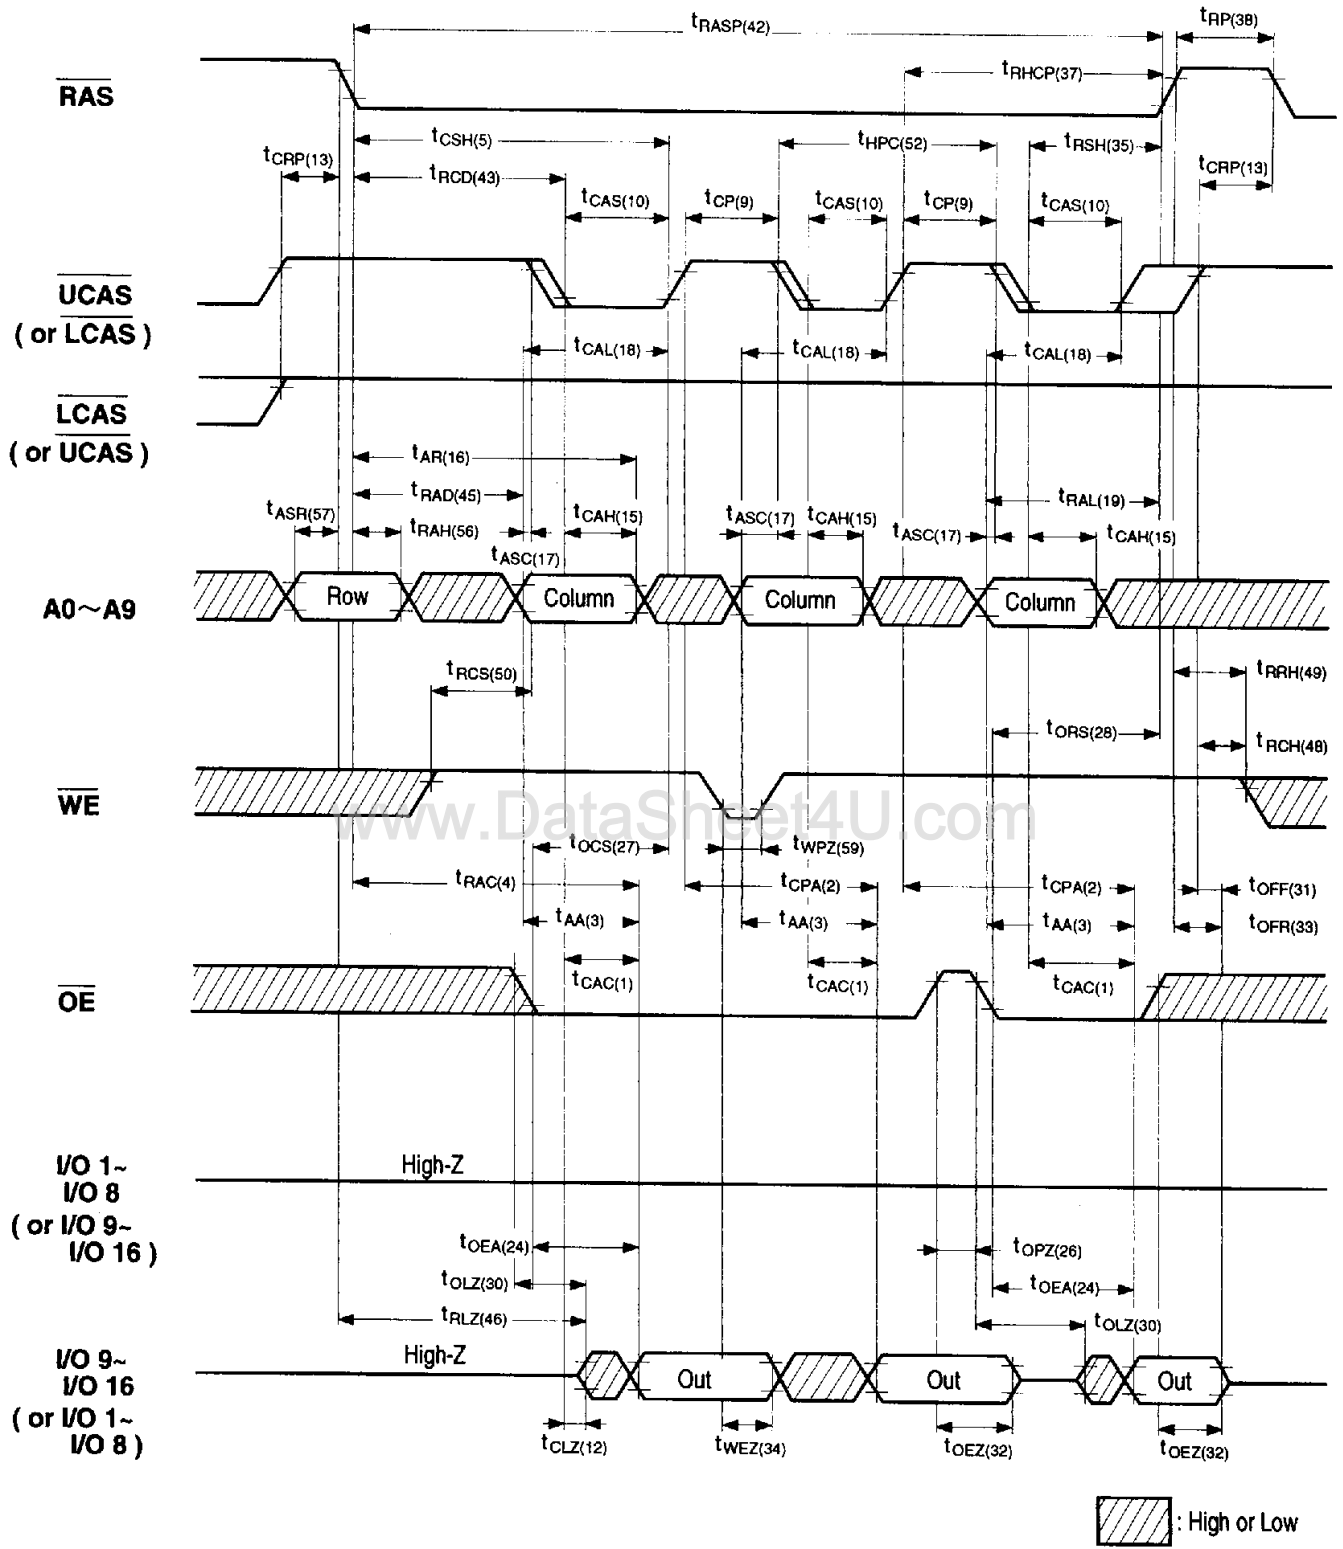 tRASP(42)
tRP(38)
RAS
tRHCP(37)
tCSH(5)
tHPC(52)
tRSH(35)
tCRP(13)
tRCD(43)
tCRP(13)
tCAS(10)
tCP(9)
tCAS(10)
tCP(9)
tCAS(10)
UCAS
( or LCAS )
tCAL(18)
tCAL(18)
tCAL(18)
LCAS
( or UCAS )
tAR(16)
tRAD(45)
tRAL(19)
tASR(57)
tRAH(56)
tCAH(15)
tASC(17)
tCAH(15)
tASC(17)
tCAH(15)
tASC(17)
A0~A9
Row
Column
Column
Column
tRCS(50)
tRRH(49)
tORS(28)
tRCH(48)
WE
www.DataSheet4U.com
tOCS(27)
tWPZ(59)
tRAC(4)
tCPA(2)
tCPA(2)
tOFF(31)
tAA(3)
tAA(3)
tAA(3)
tOFR(33)
tCAC(1)
tCAC(1)
tCAC(1)
OE
I/O 1~
I/O 8
( or I/O 9~
I/O 16 )
High-Z
tOEA(24)
tOPZ(26)
tOLZ(30)
tOEA(24)
tRLZ(46)
tOLZ(30)
I/O 9~
I/O 16
( or I/O 1~
I/O 8 )
High-Z
Out
Out
Out
tCLZ(12)
tWEZ(34)
tOEZ(32)
tOEZ(32)
: High or Low